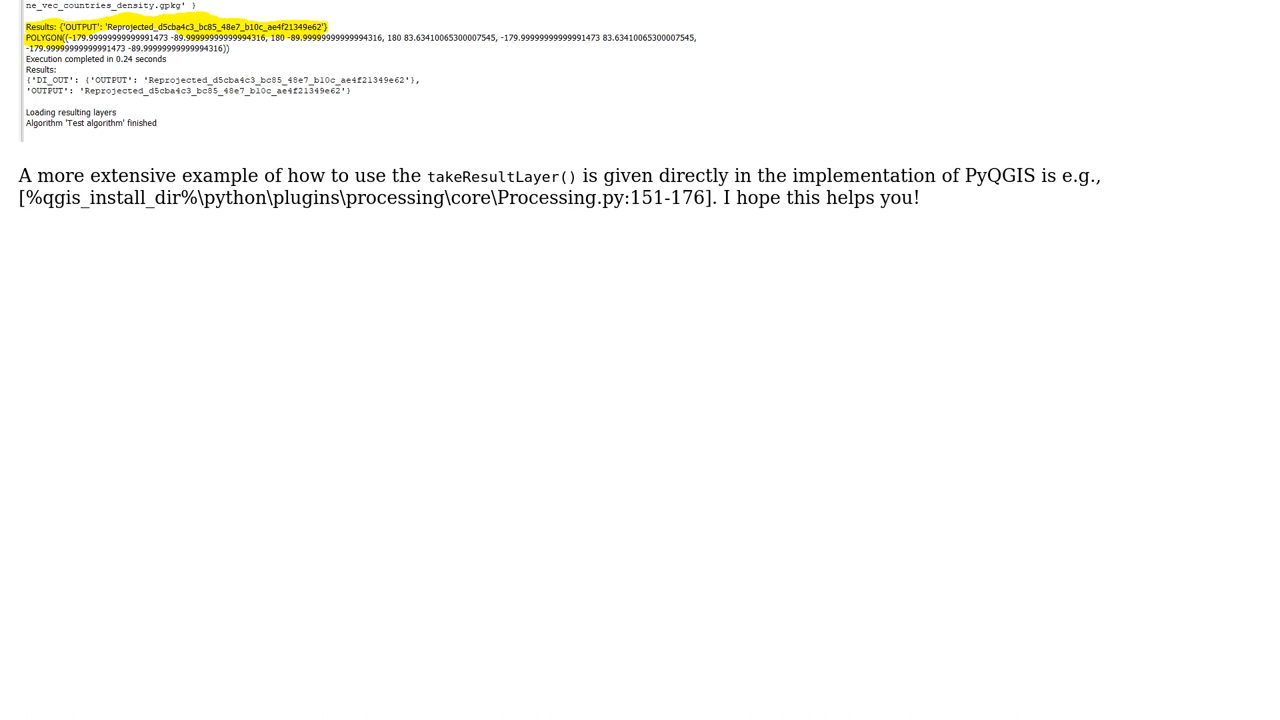 ne_vec_countries_density.gpkg' }
Results: {'OUTPUT': 'Reprojected_d5cba4c3_bc85_48e7_b10c_ae4f21349e62'}
POLYGON((-179.99999999999991473 -89.99999999999994316, 180 -89.99999999999994316, 180 83.63410065300007545, -179.99999999999991473 83.63410065300007545,
-179.99999999999991473 -89.99999999999994316))
Execution completed in 0.24 seconds
Results:
{'DI_OUT': {'OUTPUT': 'Reprojected_d5cba4c3_bc85_48e7_b10c_ae4f21349e62'},
'OUTPUT': 'Reprojected_d5cba4c3_bc85_48e7_b10c_ae4f21349e62'}
Loading resulting layers
Algorithm 'Test algorithm' finished
A more extensive example of how to use the takeResultLayer() is given directly in the implementation of PyQGIS is e.g.,
[%qgis_install_dir%\python\plugins\processing\core\Processing.py:151-176]. I hope this helps you!